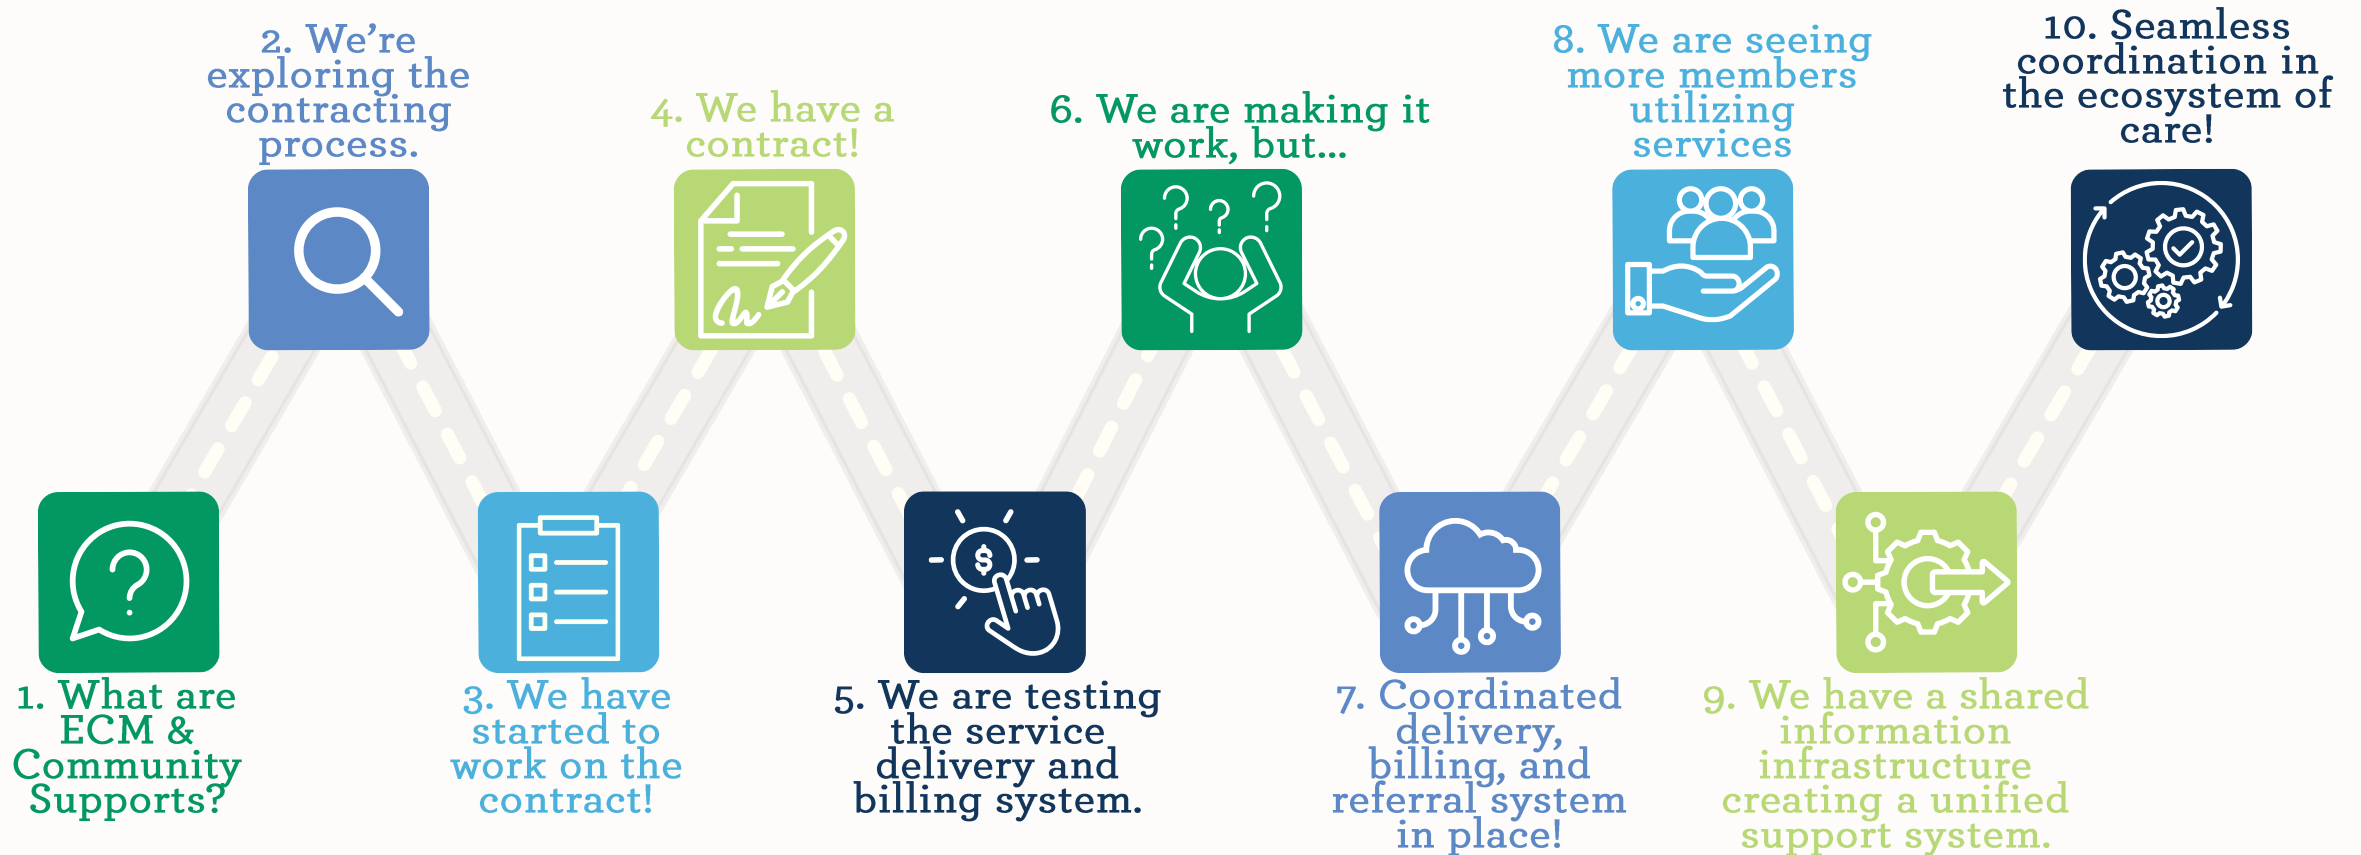 1. What are
ECM &
Community
Supports?
2. We're
exploring the
contracting
process.
3. We have
started to
work on the
contract!
4. We have a
contract!
5. We are testing
the service
delivery and
billing system.
6. We are making it
work, but...
7. Coordinated
delivery,
billing, and
referral system
in place!
8. We are seeing
more members
utilizing
services
9. We have a shared
information
infrastructure
creating a unified
support system.
10. Seamless
coordination in
the ecosystem of
care!